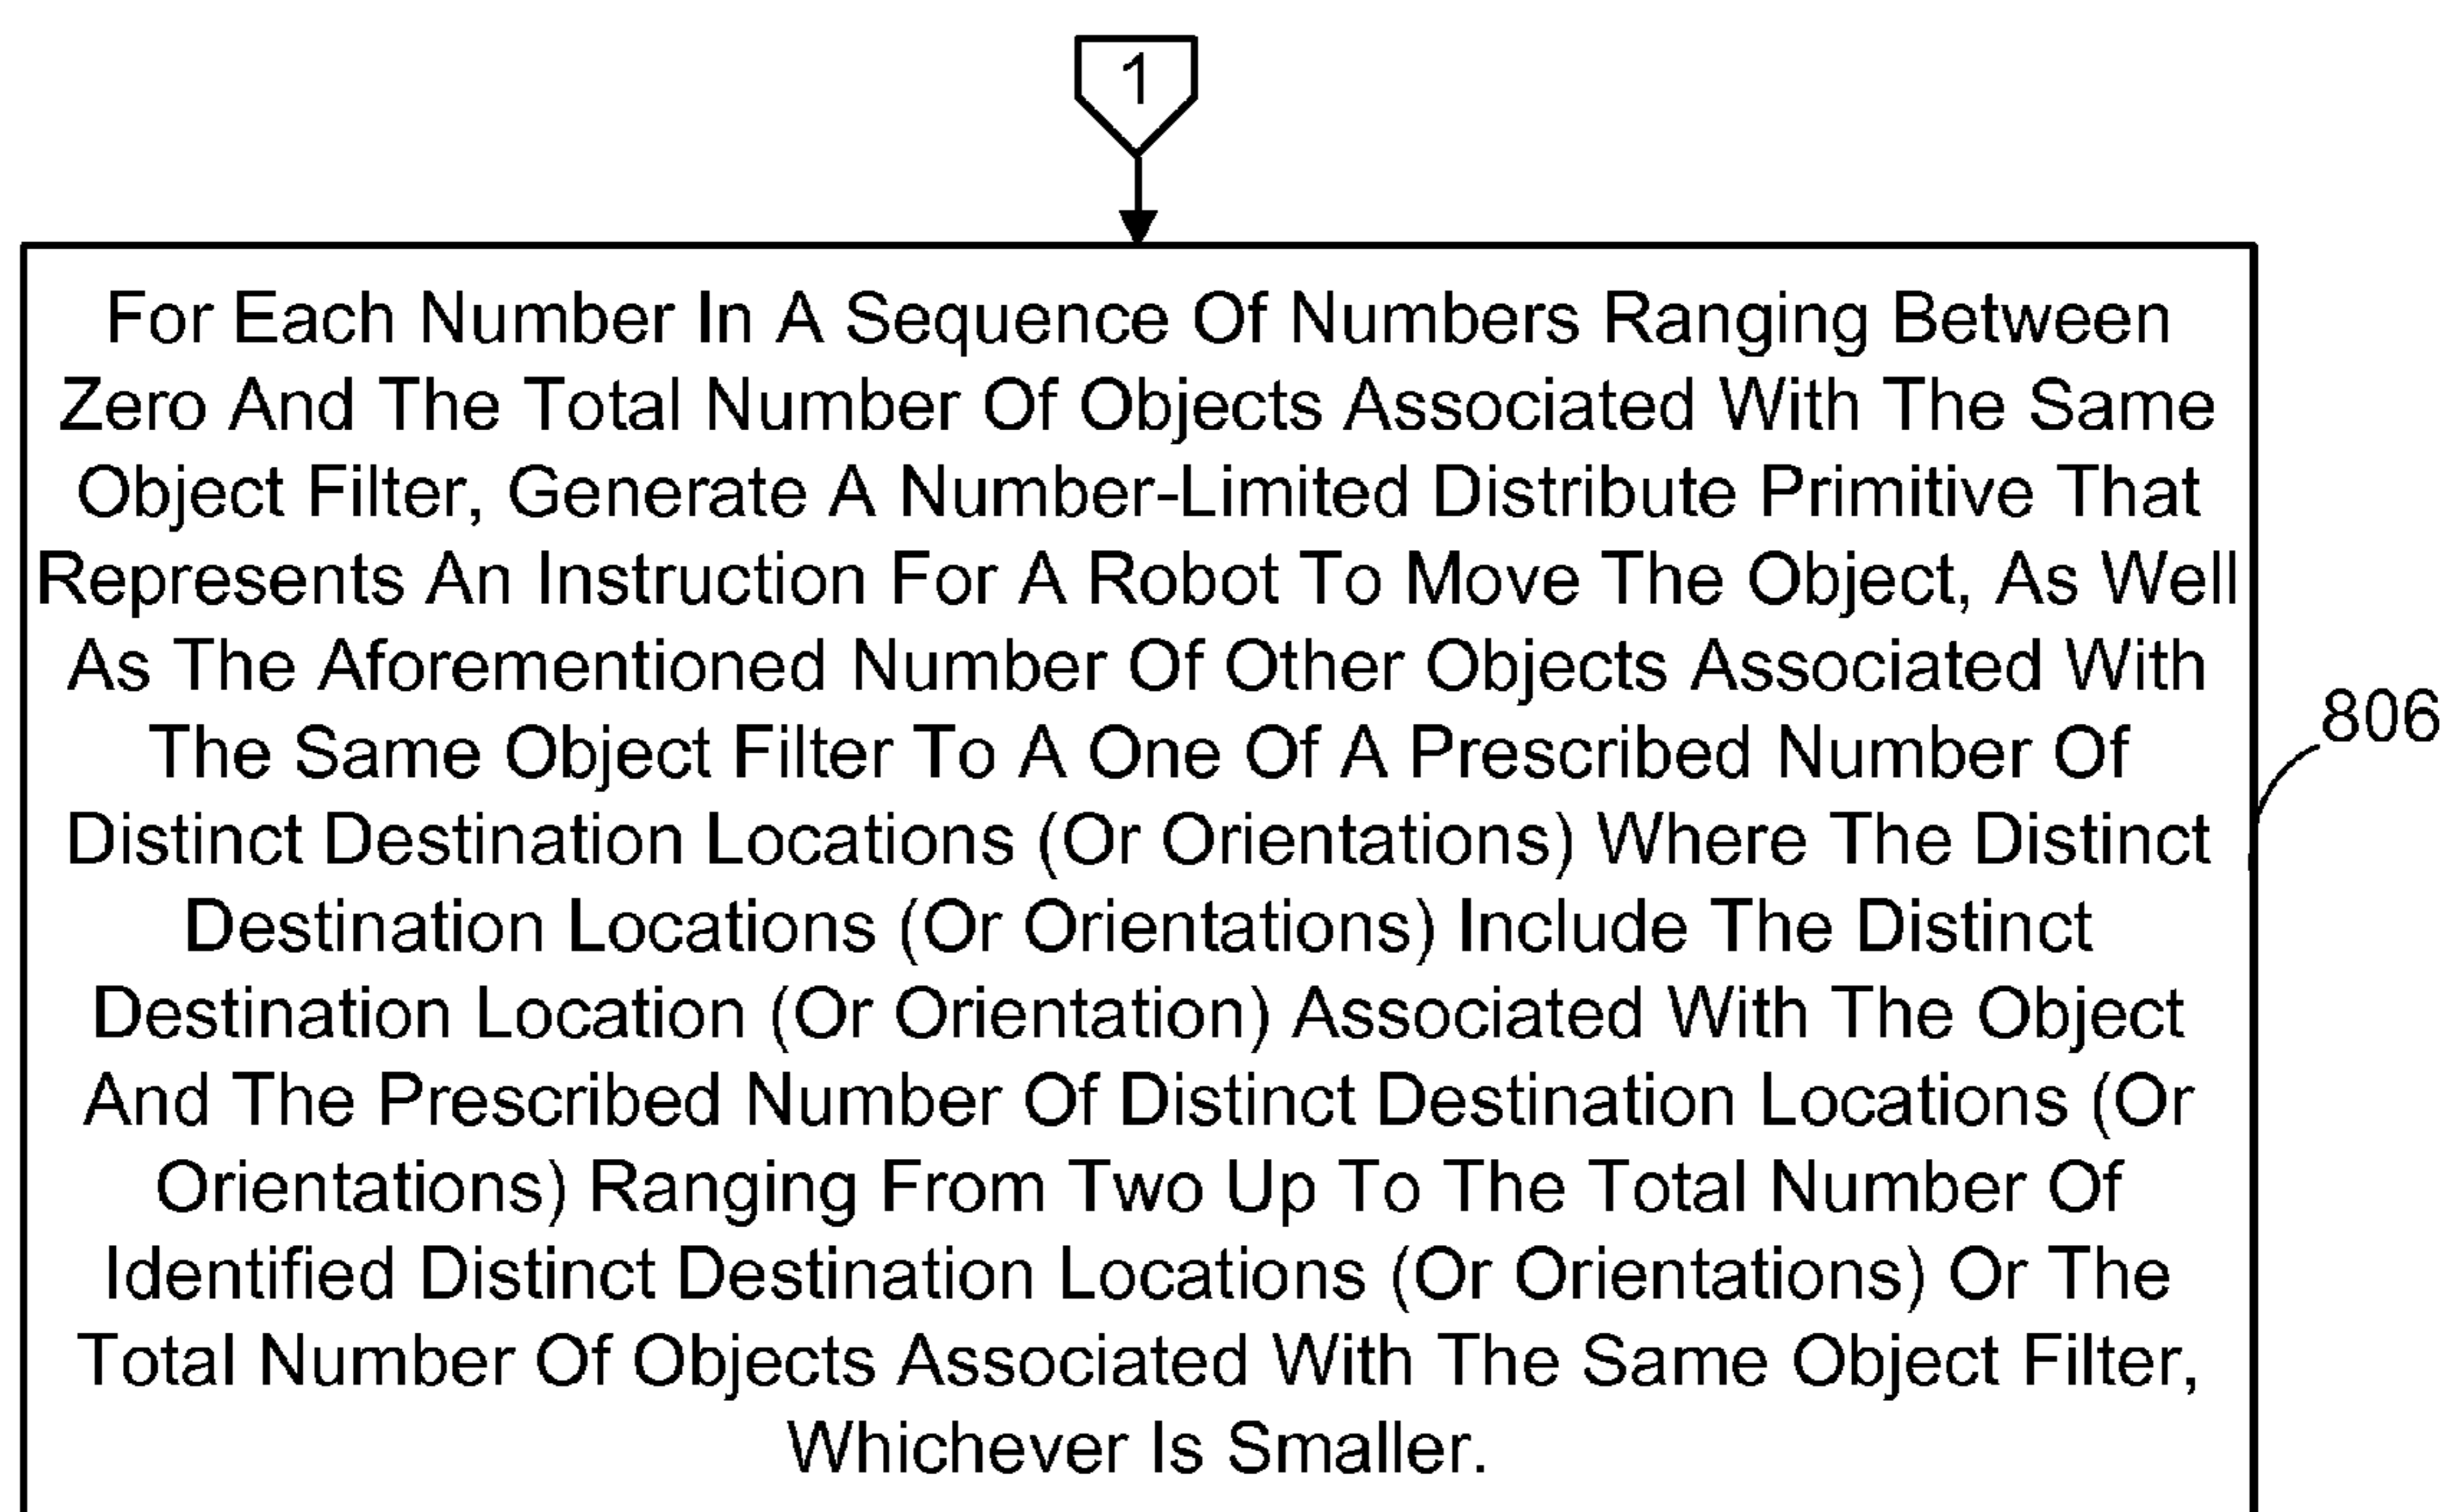 1
For Each Number In A Sequence Of Numbers Ranging Between
Zero And The Total Number Of Objects Associated With The Same
Object Filter, Generate A Number-Limited Distribute Primitive That
Represents An Instruction For A Robot To Move The Object, As Well
As The Aforementioned Number Of Other Objects Associated With
The Same Object Filter To A One Of A Prescribed Number Of
Distinct Destination Locations (Or Orientations) Where The Distinct
Destination Locations (Or Orientations) Include The Distinct
Destination Location (Or Orientation) Associated With The Object
And The Prescribed Number Of Distinct Destination Locations (Or
Orientations) Ranging From Two Up To The Total Number Of
Identified Distinct Destination Locations (Or Orientations) Or The
Total Number Of Objects Associated With The Same Object Filter,
Whichever Is Smaller.
806